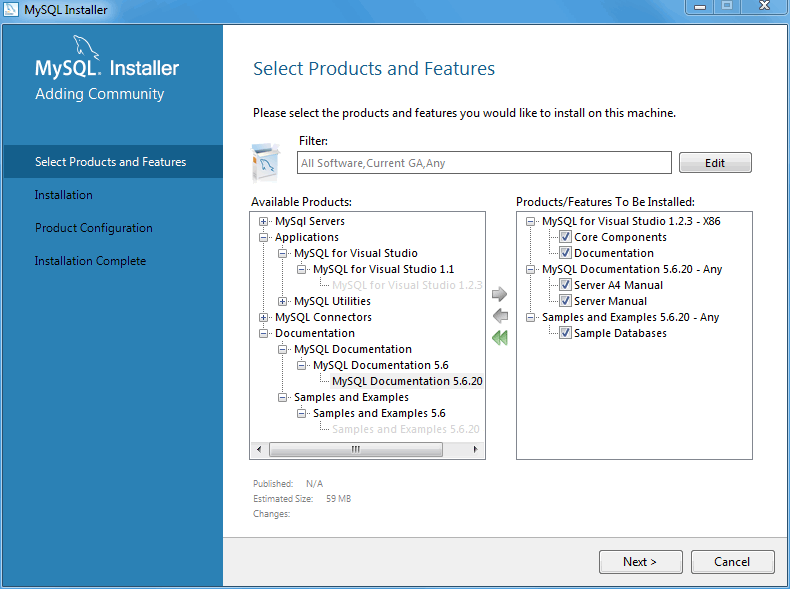 MySQL Installer
MySQL. Installer
Adding Community
Select Products and Features
Installation
Product Configuration
Installation Complete
Select Products and Features
Please select the products and features you would like to install on this machine.
Filter:
All Software,Current GA,Any
Edit
Available Products:
MySql Servers
Applications
MySQL for Visual Studio
MySQL for Visual Studio 1.1
MySQL for Visual Studio 1.2.3
MySQL Utilities
MySQL Connectors
Documentation
MySQL Documentation
MySQL Documentation 5.6
MySQL Documentation 5.6.20
Samples and Examples
Samples and Examples 5.6
Samples and Examples 5.6.20
Products/Features To Be Installed:
MySQL for Visual Studio 1.2.3 - X86
Core Components
Documentation
MySQL Documentation 5.6.20 - Any
Server A4 Manual
Server Manual
Samples and Examples 5.6.20 - Any
Sample Databases
Published: N/A
Estimated Size: 59 MB
Changes:
Next >
Cancel